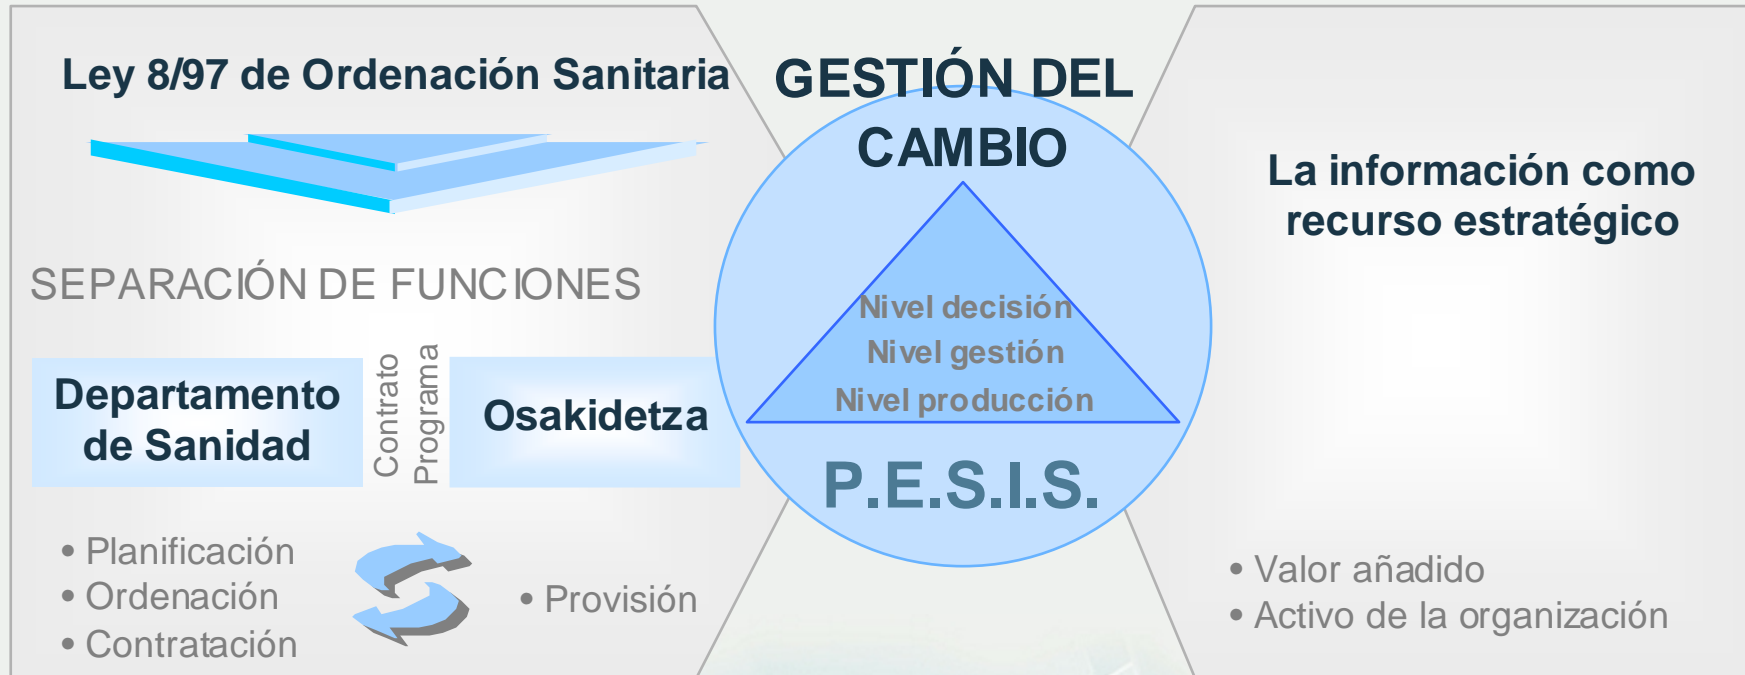 Ley 8/97 de Ordenación Sanitaria
SEPARACIÓN DE FUNCIONES
Departamento
de Sanidad
Contrato
Programa
Osakidetza
• Planificación
• Ordenación
• Contratación
• Provisión
GESTIÓN DEL
CAMBIO
Nivel decisión
Nivel gestión
Nivel producción
P.E.S.I.S.
La información como
recurso estratégico
• Valor añadido
• Activo de la organización